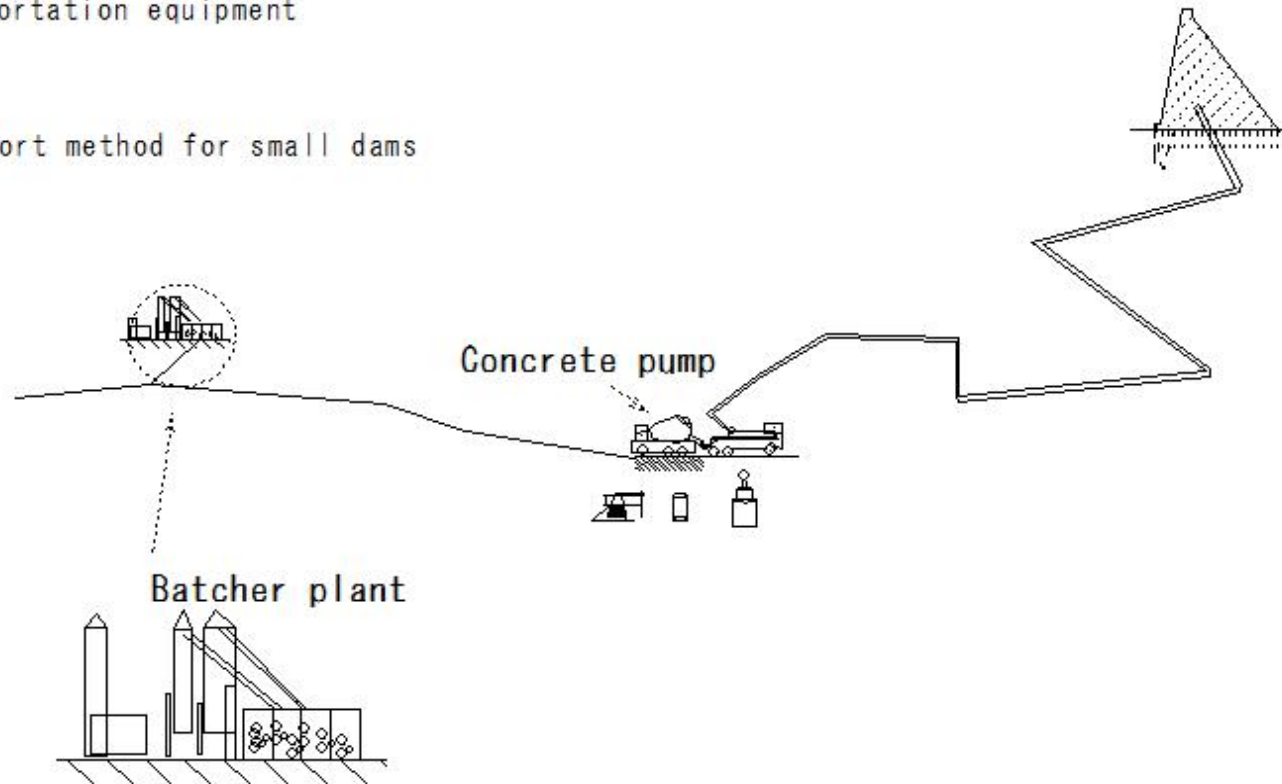 ortation equipment
ort method for small dams
Concrete pump
Batcher plant